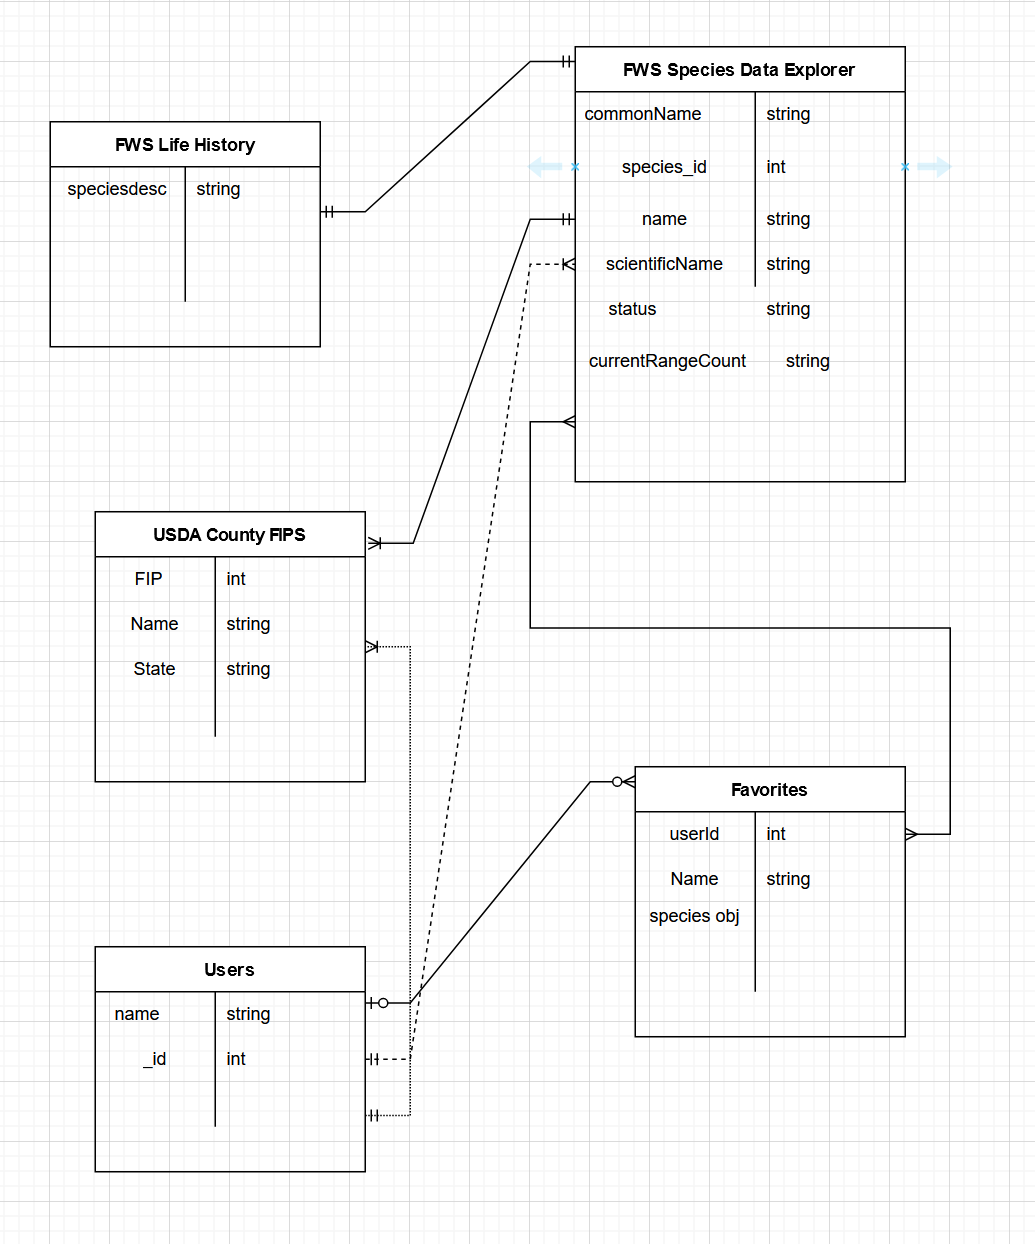 FWS Species Data Explorer
commonName string
species_id int
name string
scientificName string
status string
currentRangeCount string
FWS Life History
speciesdesc string
USDA County FIPS
FIP int
Name string
State string
Favorites
userId int
Name string
species obj
Users
name string
_id int